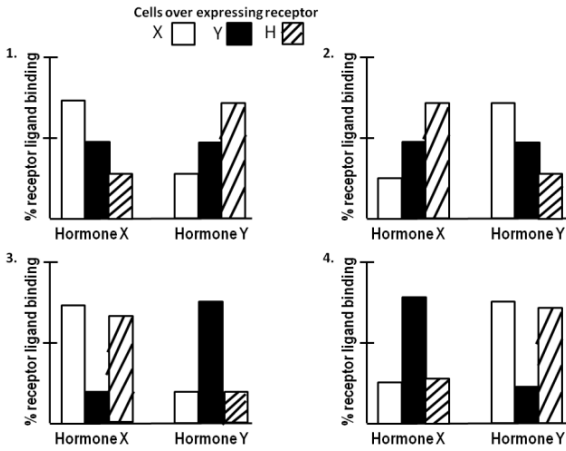 Cells over expressing receptor
X Y H
1.
% receptor ligand binding
Hormone X Hormone Y
2.
% receptor ligand binding
Hormone X Hormone Y
3.
% receptor ligand binding
Hormone X Hormone Y
4.
% receptor ligand binding
Hormone X Hormone Y